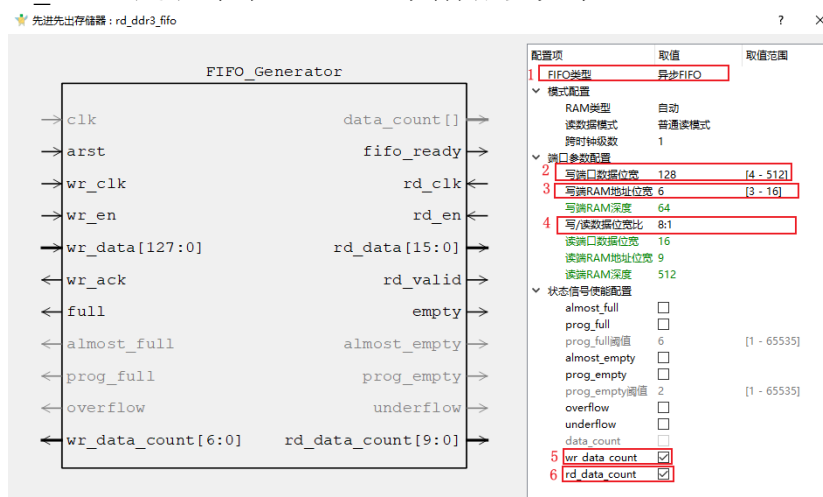 先进先出存储器 : rd_ddr3_fifo
? ×
FIFO_Generator
clk data_count[]
arst fifo_ready
wr_clk rd_clk
wr_en rd_en
wr_data[127:0] rd_data[15:0]
wr_ack rd_valid
full empty
almost_full almost_empty
prog_full prog_empty
overflow underflow
wr_data_count[6:0] rd_data_count[9:0]
配置项 取值 取值范围
1 FIFO类型 异步FIFO
模式配置
RAM类型 自动
读数据模式 普通读模式
跨时钟级数 1
端口参数配置
2 写端口数据位宽 128 [4 - 512]
3 写端RAM地址位宽 6 [3 - 16]
写端RAM深度 64
4 写/读数据位宽比 8:1
读端口数据位宽 16
读端RAM地址位宽 9
读端RAM深度 512
状态信号使能配置
almost_full
prog_full
prog_full阈值 6 [1 - 65535]
almost_empty
prog_empty
prog_empty阈值 2 [1 - 65535]
overflow
underflow
data_count
5 wr_data_count
6 rd_data_count